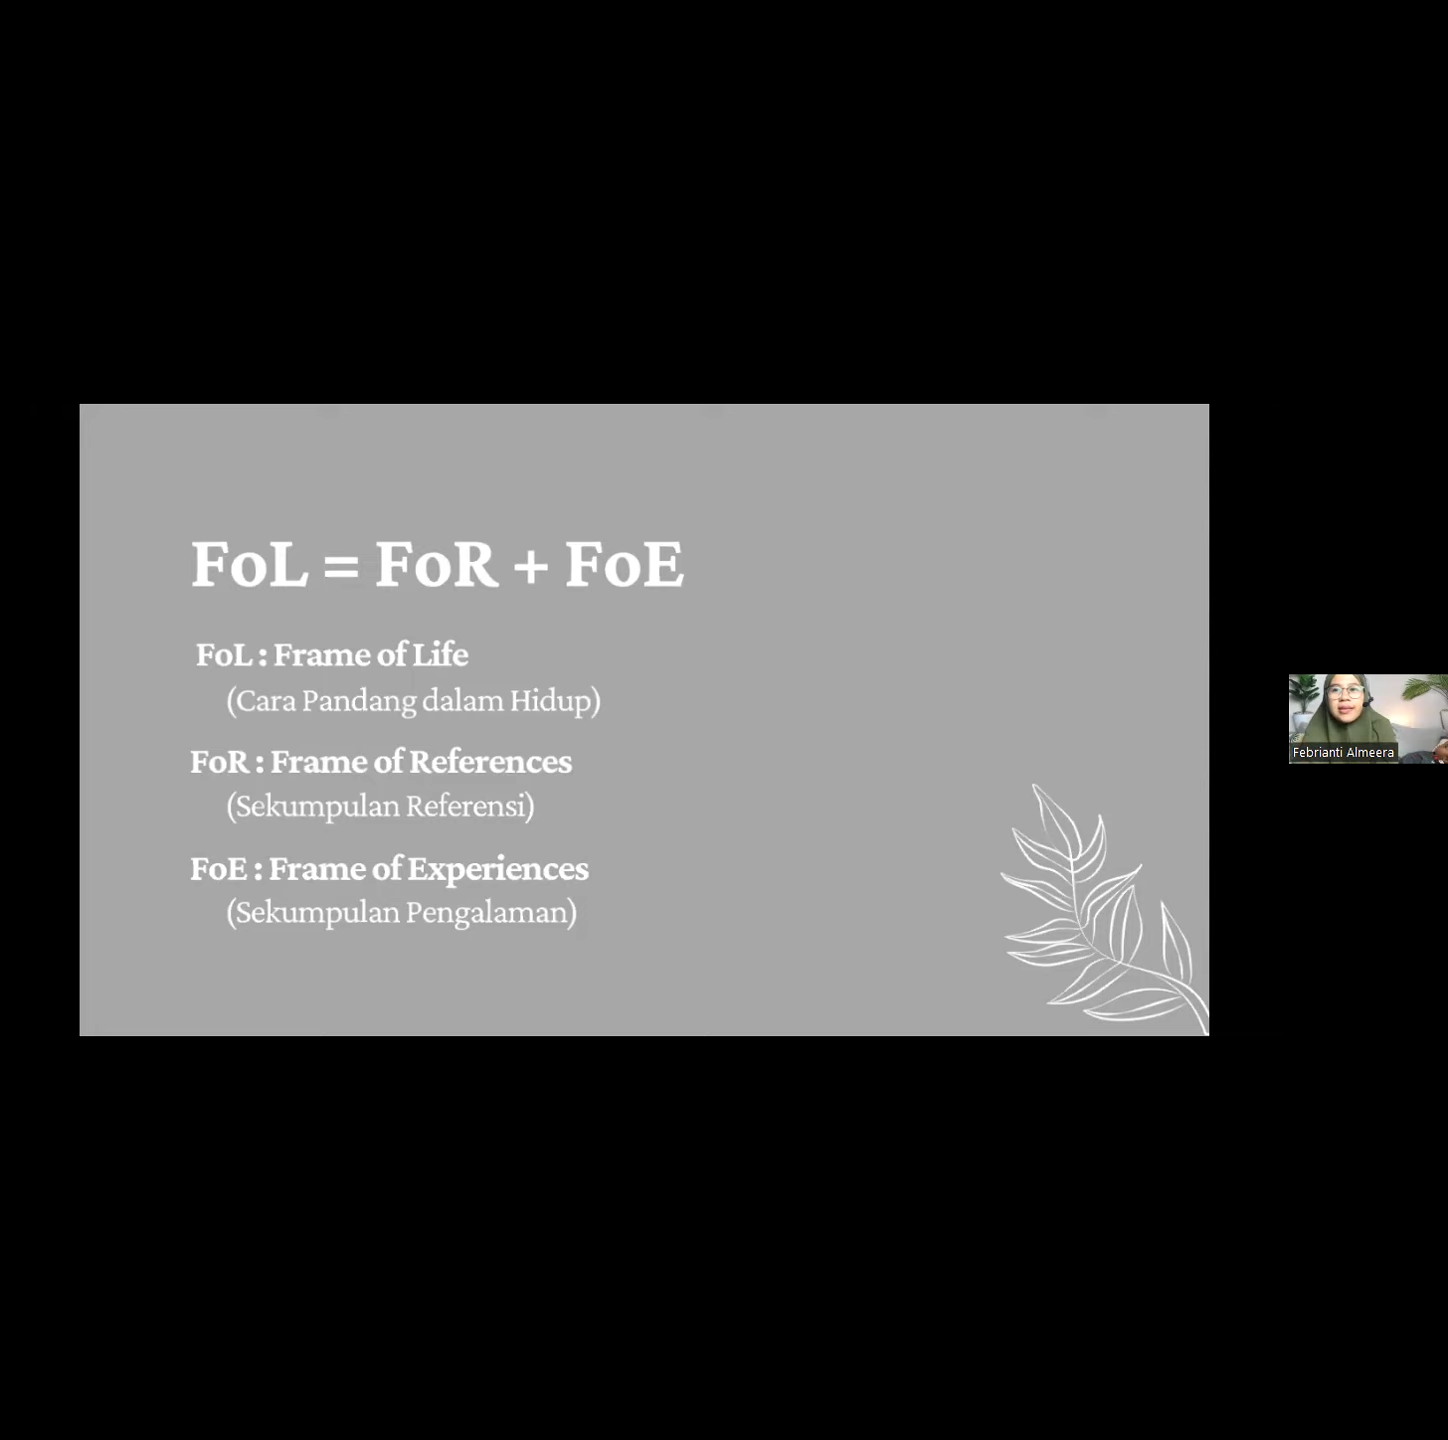 FoL = FoR + FoE
FoL : Frame of Life
(Cara Pandang dalam Hidup)
FoR : Frame of References
(Sekumpulan Referensi)
FoE : Frame of Experiences
(Sekumpulan Pengalaman)
Febrianti Almeera